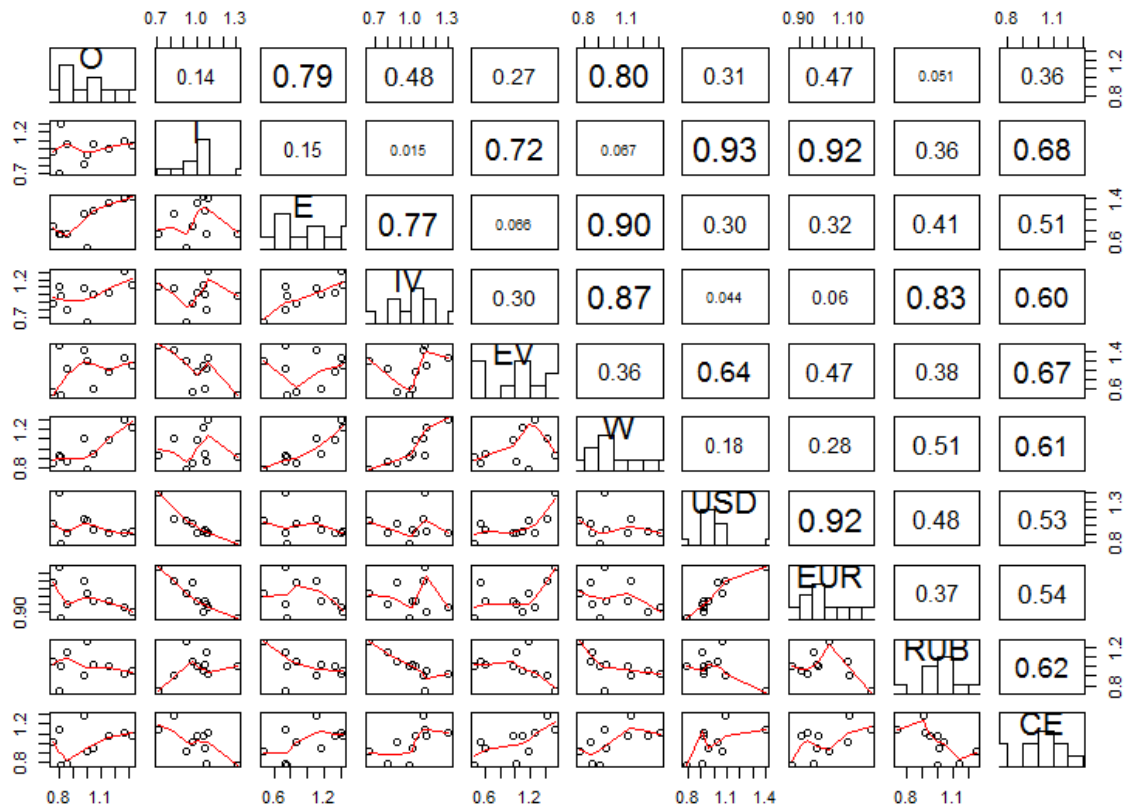 0.7 1.0 1.3 0.7 1.0 1.3 0.8 1.1 0.90 1.10 0.8 1.1
O 0.14 0.79 0.48 0.27 0.80 0.31 0.47 0.051 0.36 0.8 1.2
0.7 1.2 I 0.15 0.015 0.72 0.067 0.93 0.92 0.36 0.68
E 0.77 0.066 0.90 0.30 0.32 0.41 0.51 0.6 1.4
0.7 1.2 IV 0.30 0.87 0.044 0.06 0.83 0.60
EV 0.36 0.64 0.47 0.38 0.67 0.6 1.4
0.8 1.2 W 0.18 0.28 0.51 0.61
USD 0.92 0.48 0.53 0.8 1.3
0.90 EUR 0.37 0.54
RUB 0.62 0.8 1.2
0.8 1.2 CE
0.8 1.1 0.6 1.2 0.6 1.2 0.8 1.1 1.4 0.8 1.1